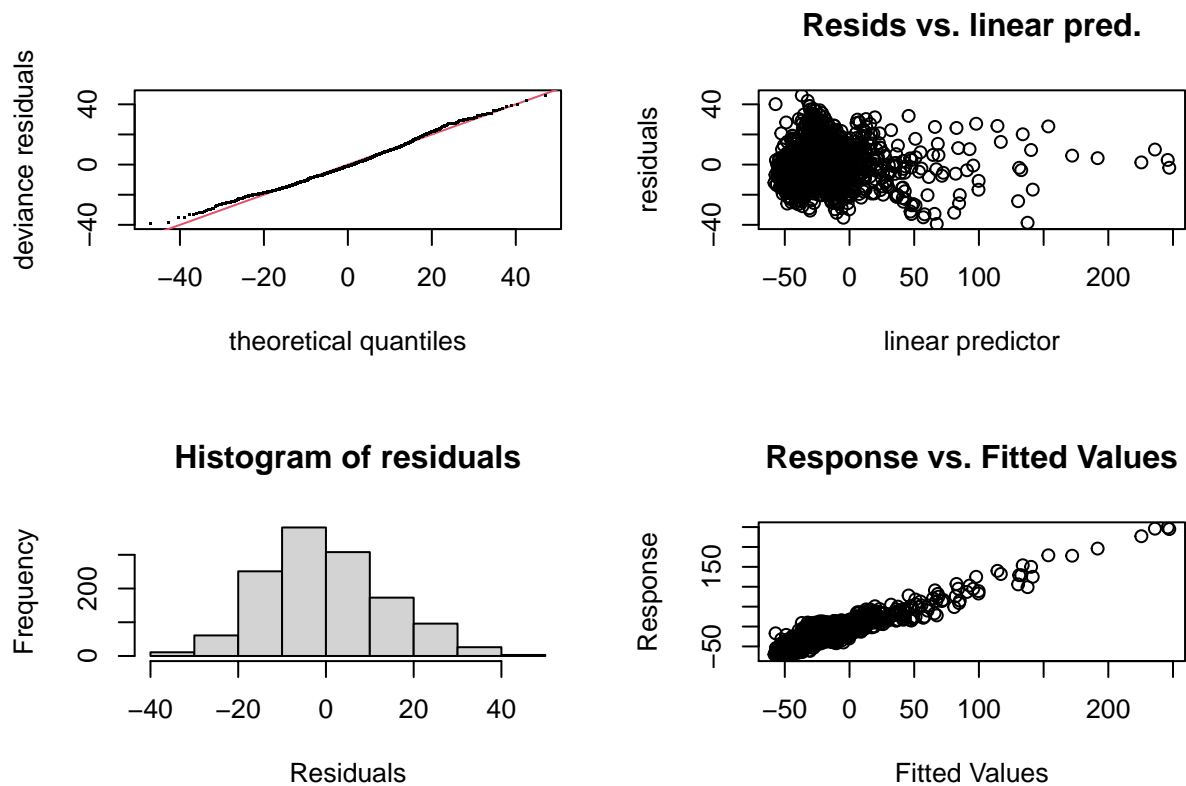 deviance residuals
40
0
−40
−40 −20 0 20 40
theoretical quantiles
Resids vs. linear pred.
residuals
40
0
−40
−50 0 50 100 200
linear predictor
Histogram of residuals
Frequency
200
0
−40 −20 0 20 40
Residuals
Response vs. Fitted Values
Response
150
−50
−50 0 50 100 200
Fitted Values